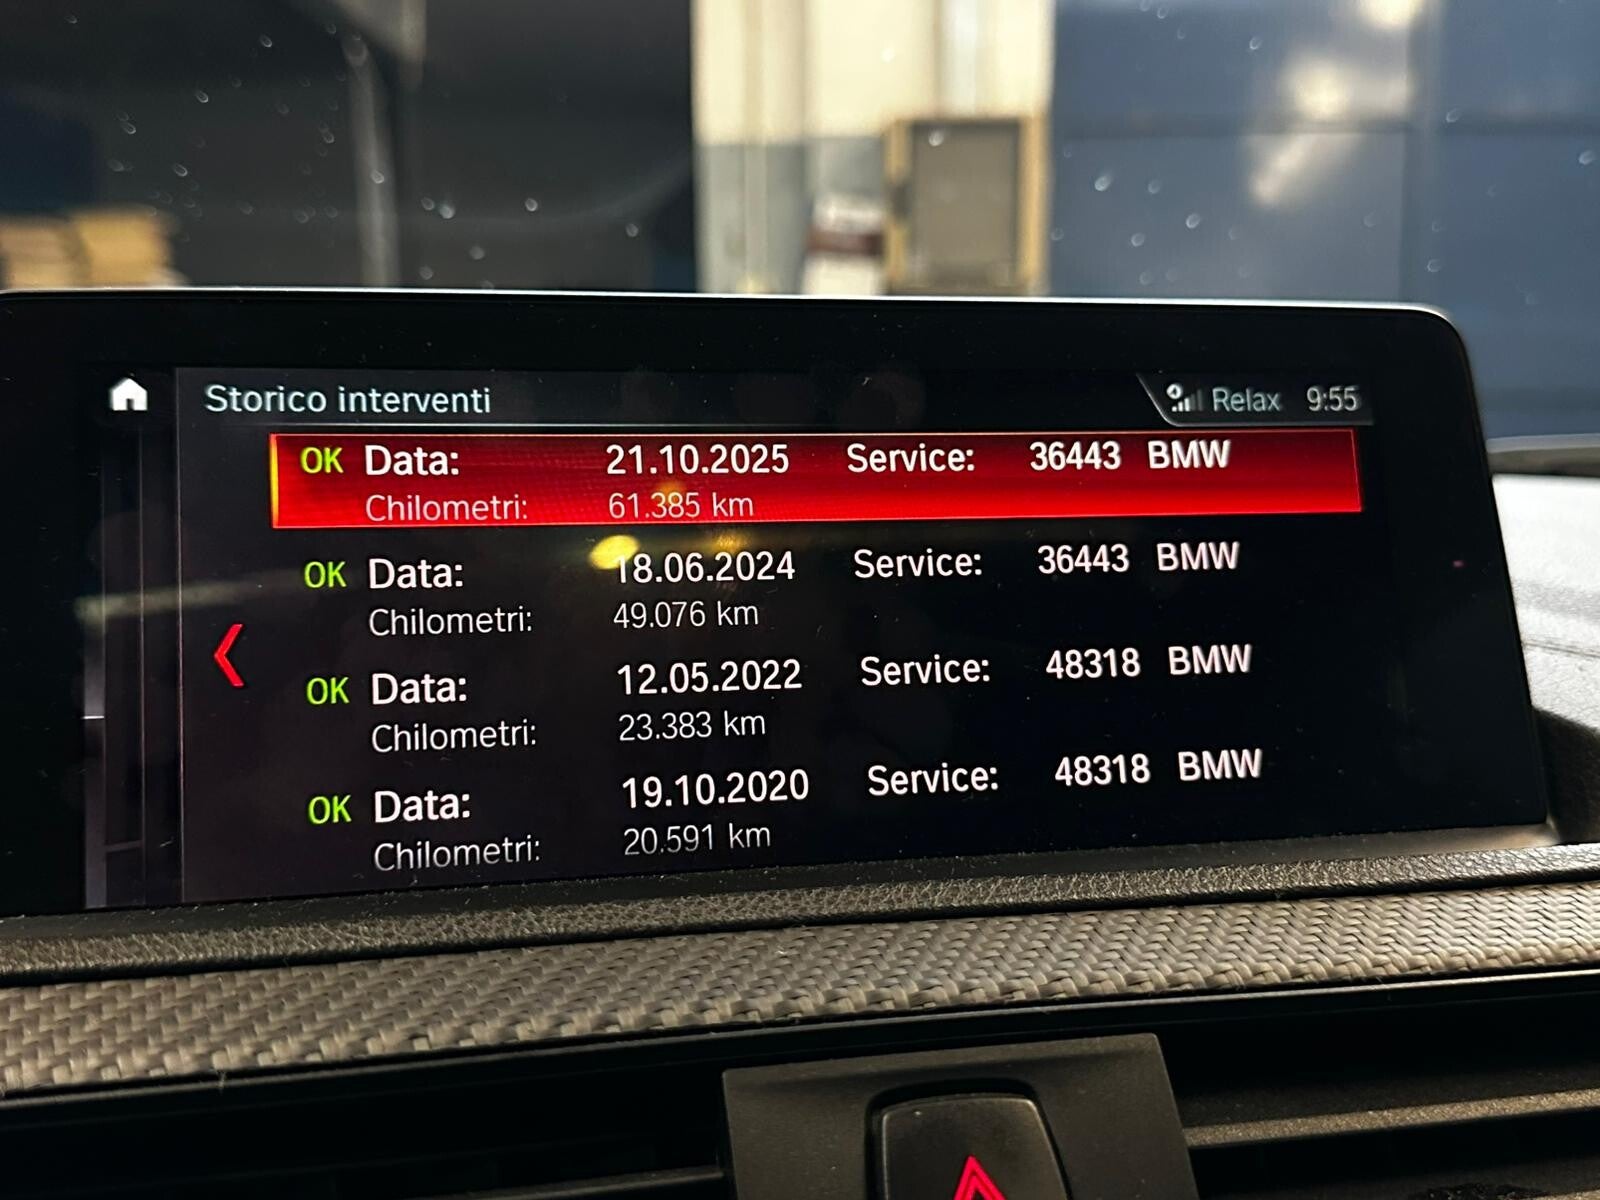 Storico interventi Relax 9:55
OK Data: 21.10.2025 Service: 36443 BMW
Chilometri: 61.385 km
OK Data: 18.06.2024 Service: 36443 BMW
Chilometri: 49.076 km
OK Data: 12.05.2022 Service: 48318 BMW
Chilometri: 23.383 km
OK Data: 19.10.2020 Service: 48318 BMW
Chilometri: 20.591 km